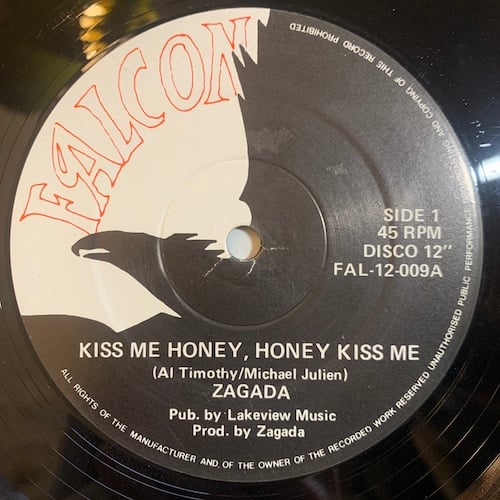 FALCON
SIDE 1
45 RPM
DISCO 12"
FAL-12-009A
KISS ME HONEY, HONEY KISS ME
(Al Timothy/Michael Julien)
ZAGADA
Pub. by Lakeview Music
Prod. by Zagada
ALL RIGHTS OF THE MANUFACTURER AND OF THE OWNER OF THE RECORDED WORK RESERVED UNAUTHORISED PUBLIC PERFORMANCE AND COPYING OF THIS RECORD PROHIBITED